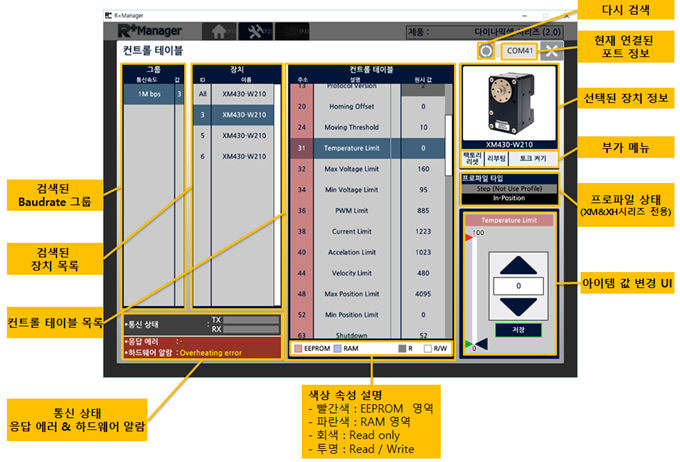 R+Manager
다시 검색
제품 :
다이나믹셀 시리즈 (2.0)
컨트롤 테이블
COM41
현재 연결된
포트 정보
그룹
통신속도 값
1M bps 3
장치
ID 이름
All XM430-W210
3 XM430-W210
5 XM430-W210
6 XM430-W210
컨트롤 테이블
주소 설명 원시 값
13 Protocol Version 2
20 Homing Offset 0
24 Moving Threshold 10
31 Temperature Limit 0
32 Max Voltage Limit 160
34 Min Voltage Limit 95
36 PWM Limit 885
38 Current Limit 1223
40 Accelation Limit 1023
44 Velocity Limit 480
48 Max Position Limit 4095
52 Min Position Limit 0
63 Shutdown 52
EEPROM RAM R R/W
선택된 장치 정보
XM430-W210
팩토리
리셋
리부팅
토크 켜기
부가 메뉴
프로파일 타입
Step (Not Use Profile)
In-Position
프로파일 상태
(XM&XH시리즈 전용)
Temperature Limit
100
0
저장
0
아이템 값 변경 UI
검색된
Baudrate 그룹
검색된
장치 목록
컨트롤 테이블 목록
•통신 상태 : TX
RX
•응답 에러 : -
•하드웨어 알람 : Overheating error
통신 상태
응답 에러 & 하드웨어 알람
색상 속성 설명
- 빨간색 : EEPROM 영역
- 파란색 : RAM 영역
- 회색 : Read only
- 투명 : Read / Write